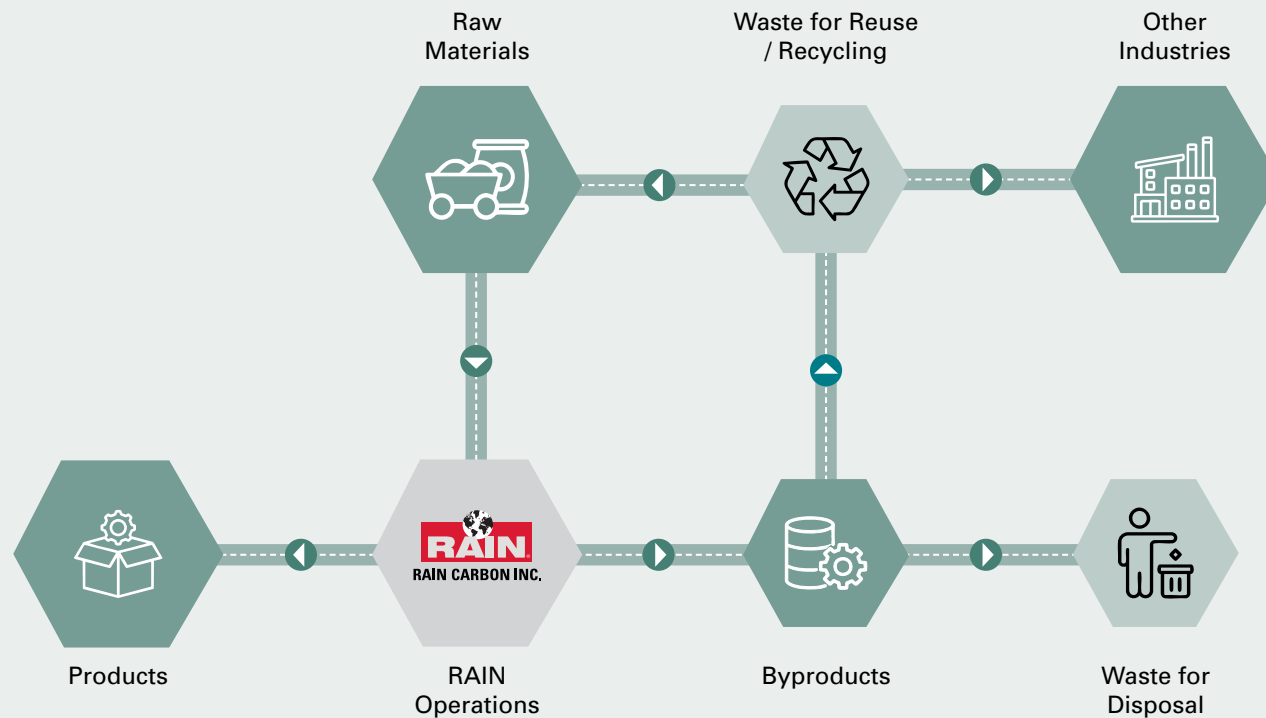 Raw
Materials
Waste for Reuse
/ Recycling
Other
Industries
RAIN
RAIN CARBON INC.
Products
RAIN
Operations
Byproducts
Waste for
Disposal